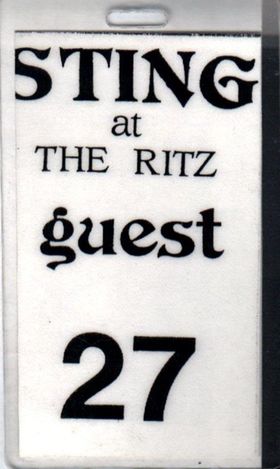 STING
at
THE RITZ
guest
27